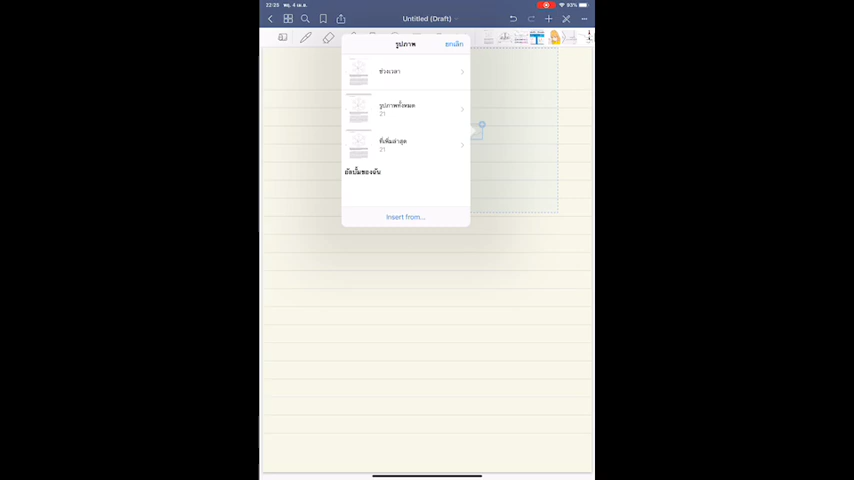 22:25 พฤ. 4 เม.ย. 93%
Untitled (Draft)
รูปภาพ ยกเลิก
ช่วงเวลา
รูปภาพทั้งหมด
21
ที่เพิ่มล่าสุด
21
อัลบั้มของฉัน
Insert from...